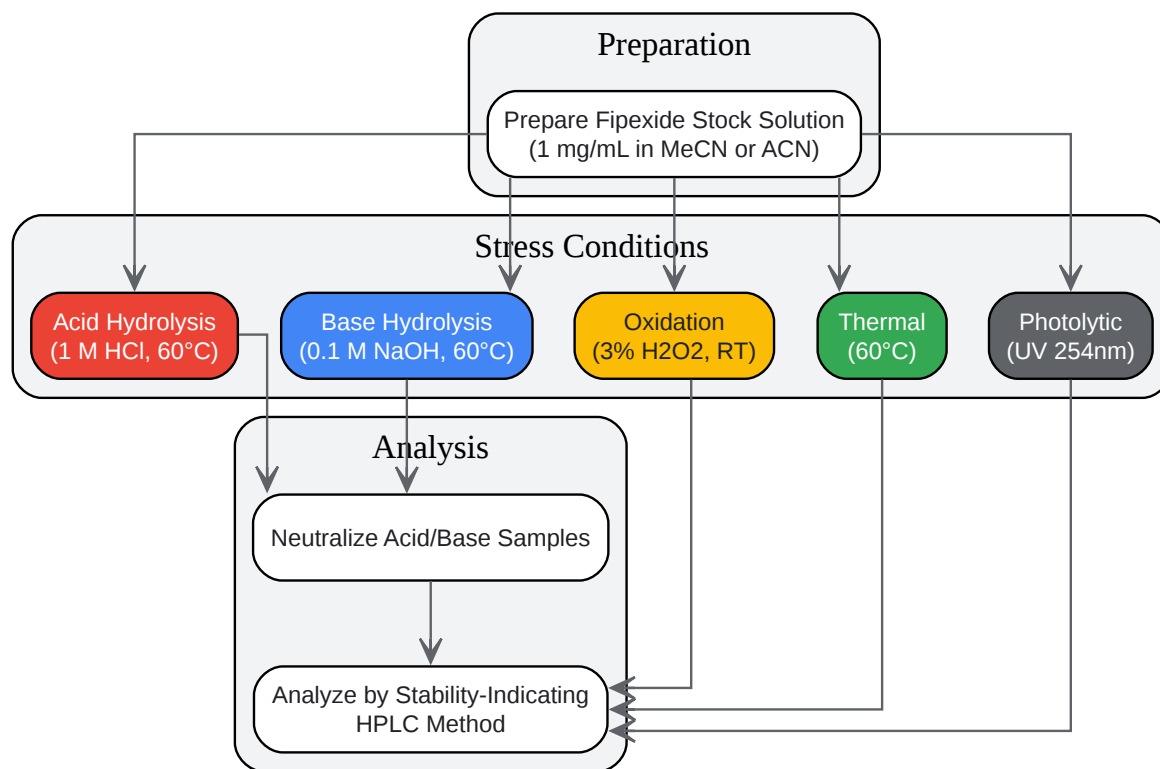 Preparation
Prepare Fipexide Stock Solution
(1 mg/mL in MeCN or ACN)
Stress Conditions
Acid Hydrolysis
(1 M HCl, 60°C)
Base Hydrolysis
(0.1 M NaOH, 60°C)
Oxidation
(3% H2O2, RT)
Thermal
(60°C)
Photolytic
(UV 254nm)
Analysis
Neutralize Acid/Base Samples
Analyze by Stability-Indicating
HPLC Method